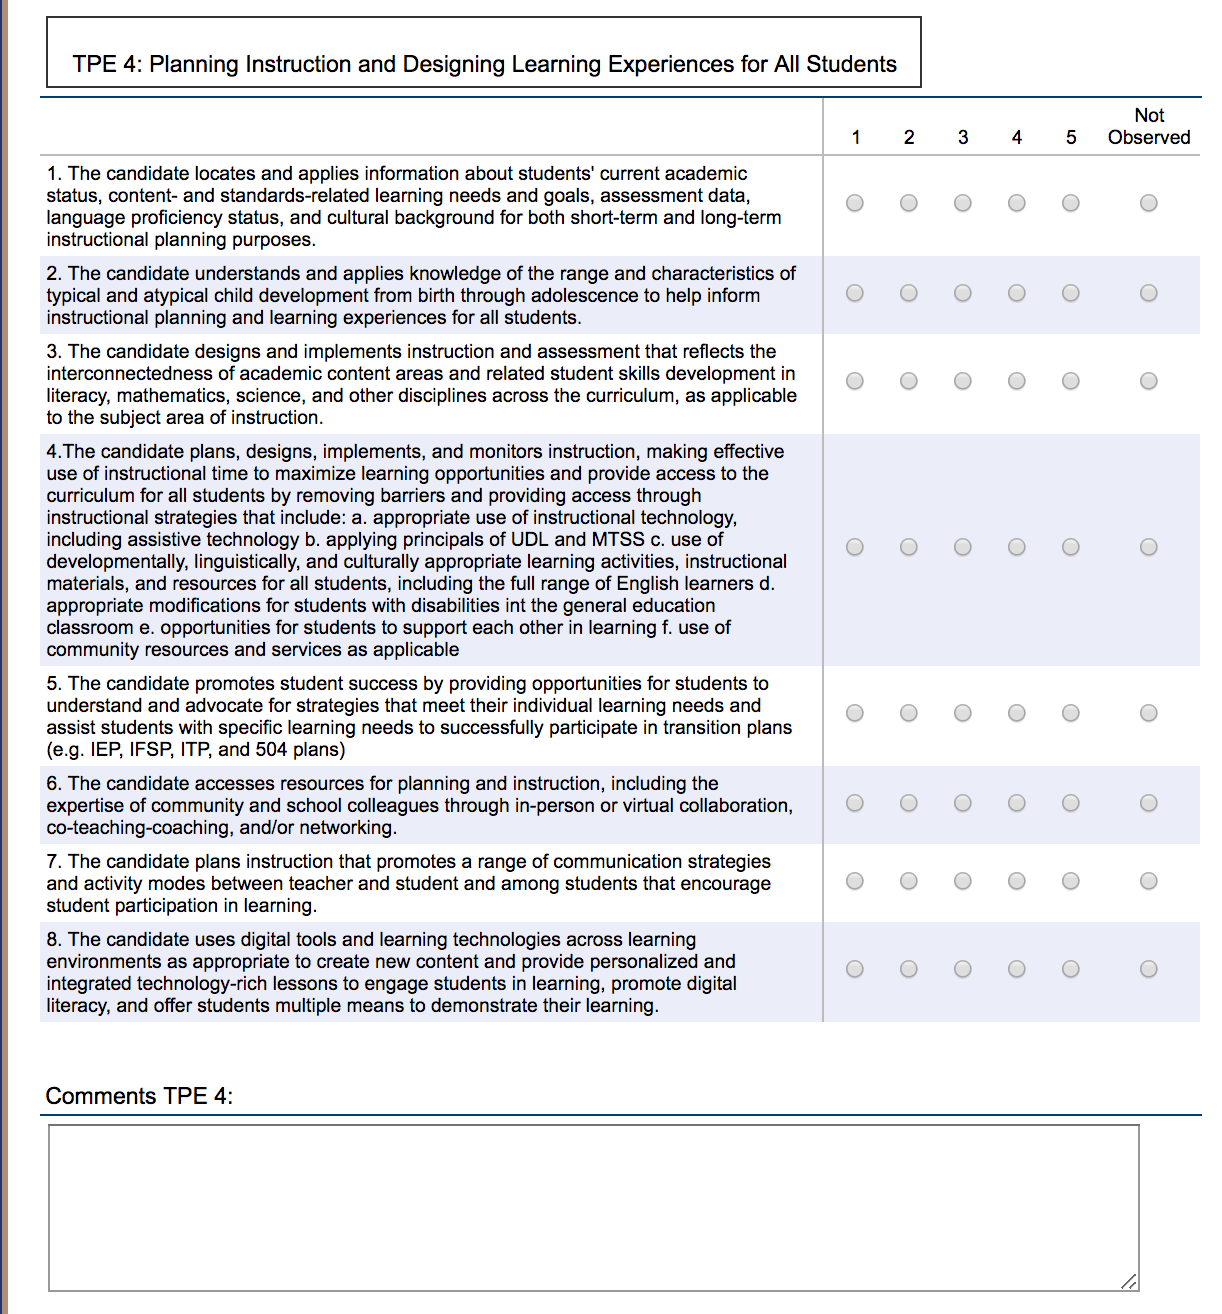 TPE 4: Planning Instruction and Designing Learning Experiences for All Students
1 2 3 4 5 Not Observed
1. The candidate locates and applies information about students' current academic
status, content- and standards-related learning needs and goals, assessment data,
language proficiency status, and cultural background for both short-term and long-term
instructional planning purposes.
2. The candidate understands and applies knowledge of the range and characteristics of
typical and atypical child development from birth through adolescence to help inform
instructional planning and learning experiences for all students.
3. The candidate designs and implements instruction and assessment that reflects the
interconnectedness of academic content areas and related student skills development in
literacy, mathematics, science, and other disciplines across the curriculum, as applicable
to the subject area of instruction.
4.The candidate plans, designs, implements, and monitors instruction, making effective
use of instructional time to maximize learning opportunities and provide access to the
curriculum for all students by removing barriers and providing access through
instructional strategies that include: a. appropriate use of instructional technology,
including assistive technology b. applying principals of UDL and MTSS c. use of
developmentally, linguistically, and culturally appropriate learning activities, instructional
materials, and resources for all students, including the full range of English learners d.
appropriate modifications for students with disabilities int the general education
classroom e. opportunities for students to support each other in learning f. use of
community resources and services as applicable
5. The candidate promotes student success by providing opportunities for students to
understand and advocate for strategies that meet their individual learning needs and
assist students with specific learning needs to successfully participate in transition plans
(e.g. IEP, IFSP, ITP, and 504 plans)
6. The candidate accesses resources for planning and instruction, including the
expertise of community and school colleagues through in-person or virtual collaboration,
co-teaching-coaching, and/or networking.
7. The candidate plans instruction that promotes a range of communication strategies
and activity modes between teacher and student and among students that encourage
student participation in learning.
8. The candidate uses digital tools and learning technologies across learning
environments as appropriate to create new content and provide personalized and
integrated technology-rich lessons to engage students in learning, promote digital
literacy, and offer students multiple means to demonstrate their learning.
Comments TPE 4: